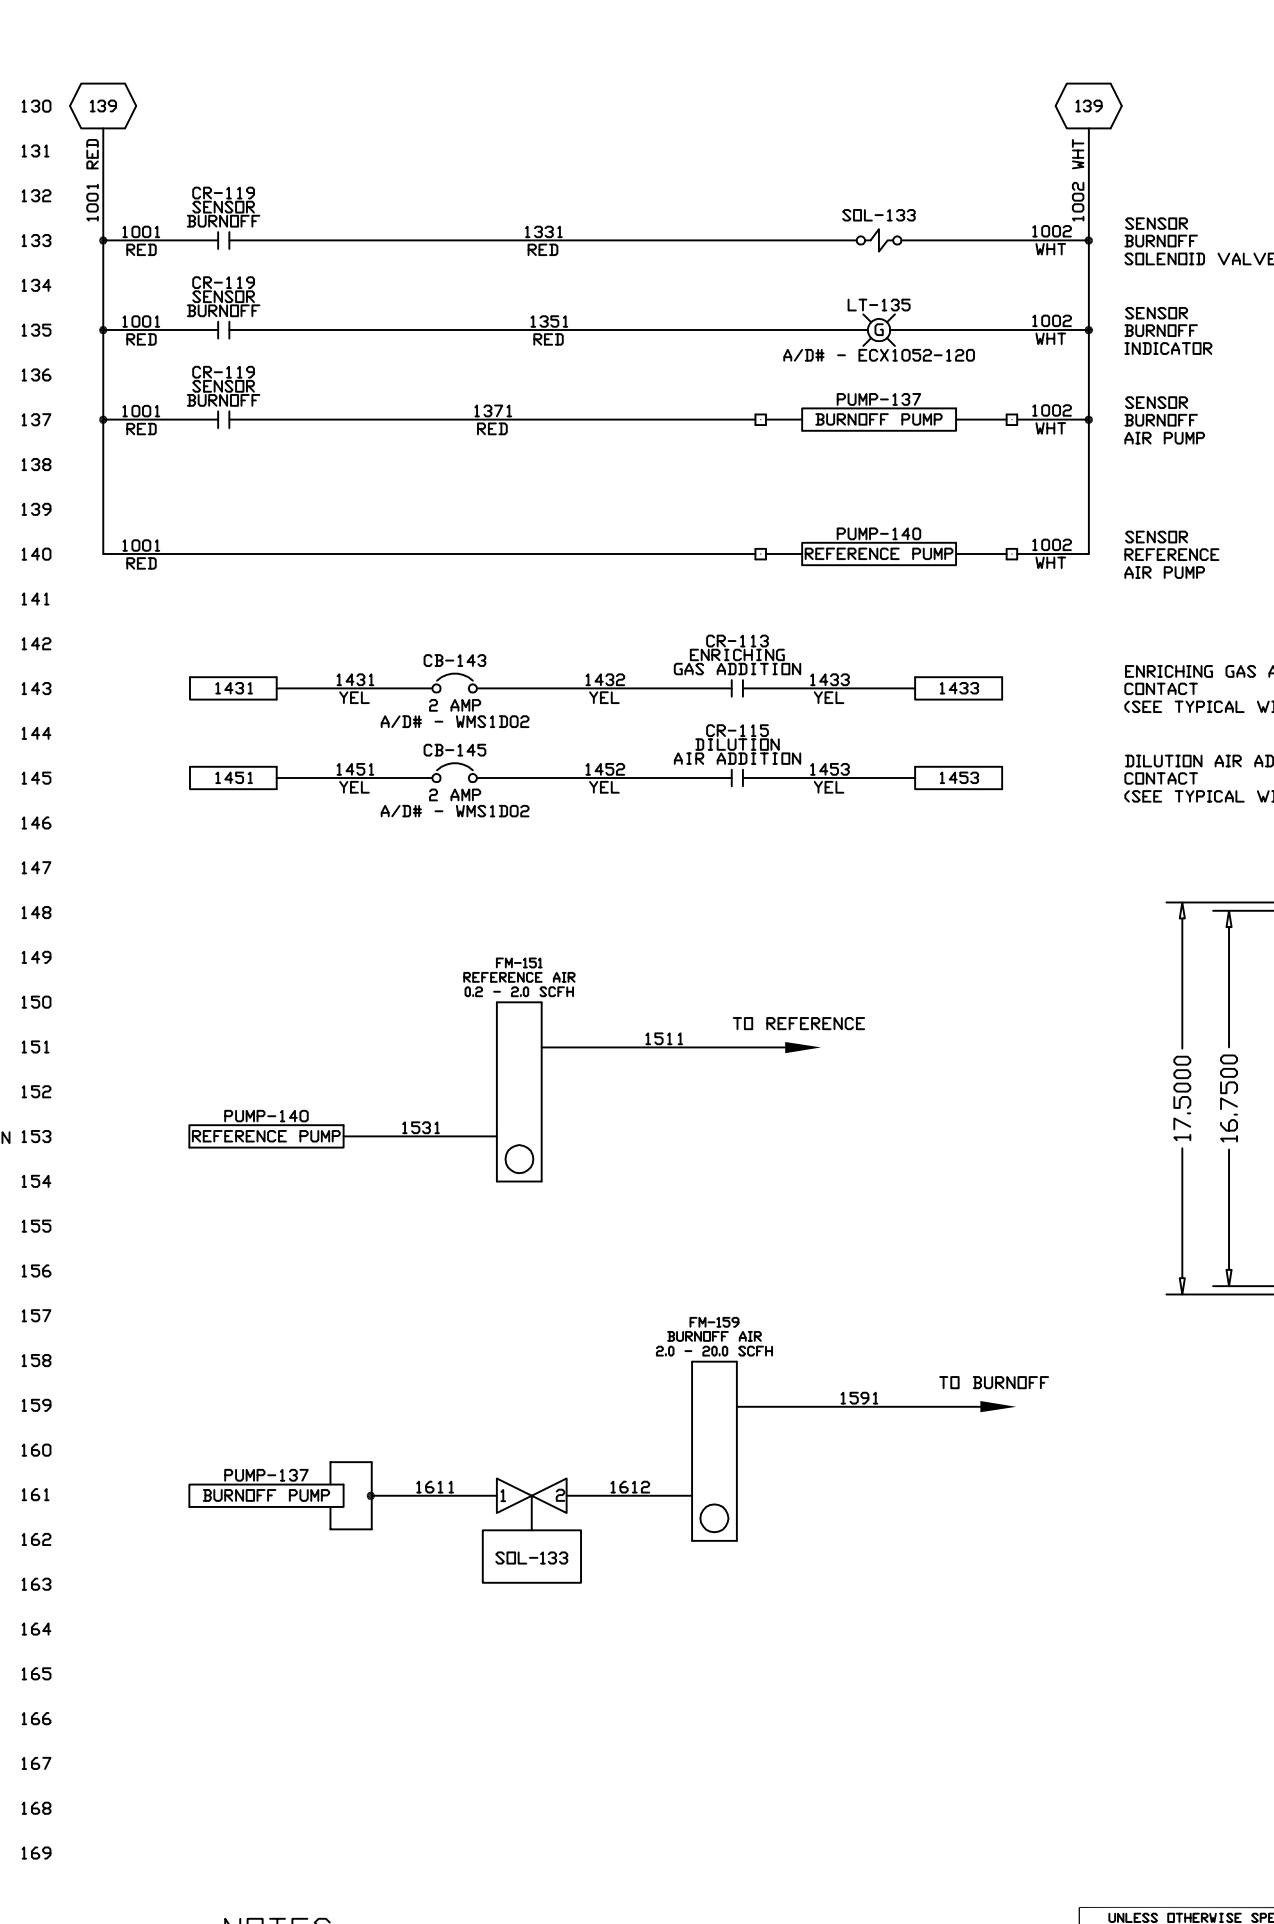 130 139 139
131
1001 RED
1002 WHT
132
CR-119
SENSOR
BURNOFF
SOL-133
133
1001
RED
1331
RED
1002
WHT
SENSOR
BURNOFF
SOLENOID VALVE
134
CR-119
SENSOR
BURNOFF
LT-135
135
1001
RED
1351
RED
G
A/D# - ECX1052-120
1002
WHT
SENSOR
BURNOFF
INDICATOR
136
CR-119
SENSOR
BURNOFF
PUMP-137
137
1001
RED
1371
RED
BURNOFF PUMP
1002
WHT
SENSOR
BURNOFF
AIR PUMP
138
139
PUMP-140
140
1001
RED
REFERENCE PUMP
1002
WHT
SENSOR
REFERENCE
AIR PUMP
141
142
CB-143
CR-113
ENRICHING
GAS ADDITION
143
1431
1431
YEL
2 AMP
A/D# - WMS1D02
1432
YEL
1433
YEL
1433
ENRICHING GAS A
CONTACT
(SEE TYPICAL WI
144
CB-145
CR-115
DILUTION
AIR ADDITION
145
1451
1451
YEL
2 AMP
A/D# - WMS1D02
1452
YEL
1453
YEL
1453
DILUTION AIR AD
CONTACT
(SEE TYPICAL WI
146
147
148
149
FM-151
REFERENCE AIR
0.2 - 2.0 SCFH
150
TO REFERENCE
151
1511
17.5000
16.7500
152
PUMP-140
N 153
REFERENCE PUMP
1531
154
155
156
157
FM-159
BURNOFF AIR
2.0 - 20.0 SCFH
158
TO BURNOFF
159
1591
160
PUMP-137
161
BURNOFF PUMP
1611
1
2
1612
162
SOL-133
163
164
165
166
167
168
169
NOTES
UNLESS OTHERWISE SPE